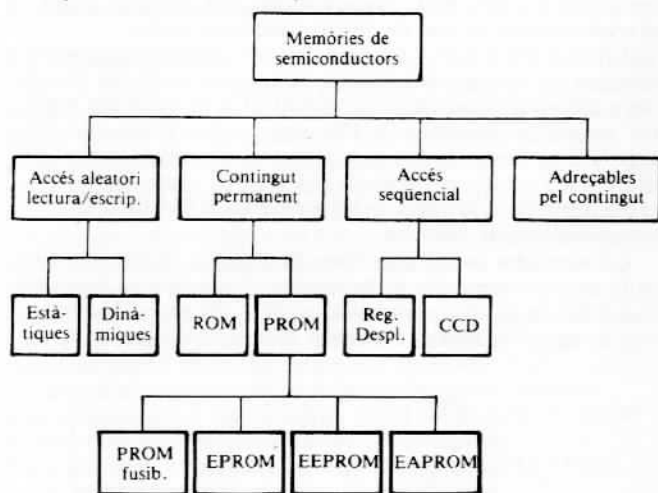 Memòries de
semiconductors
Accés aleatori
lectura/escrip.
Contingut
permanent
Accés
seqüencial
Adreçables
pel contingut
Està-
tiques
Dinà-
miques
ROM
PROM
Reg.
Despl.
CCD
PROM
fusib.
EPROM
EEPROM
EAPROM